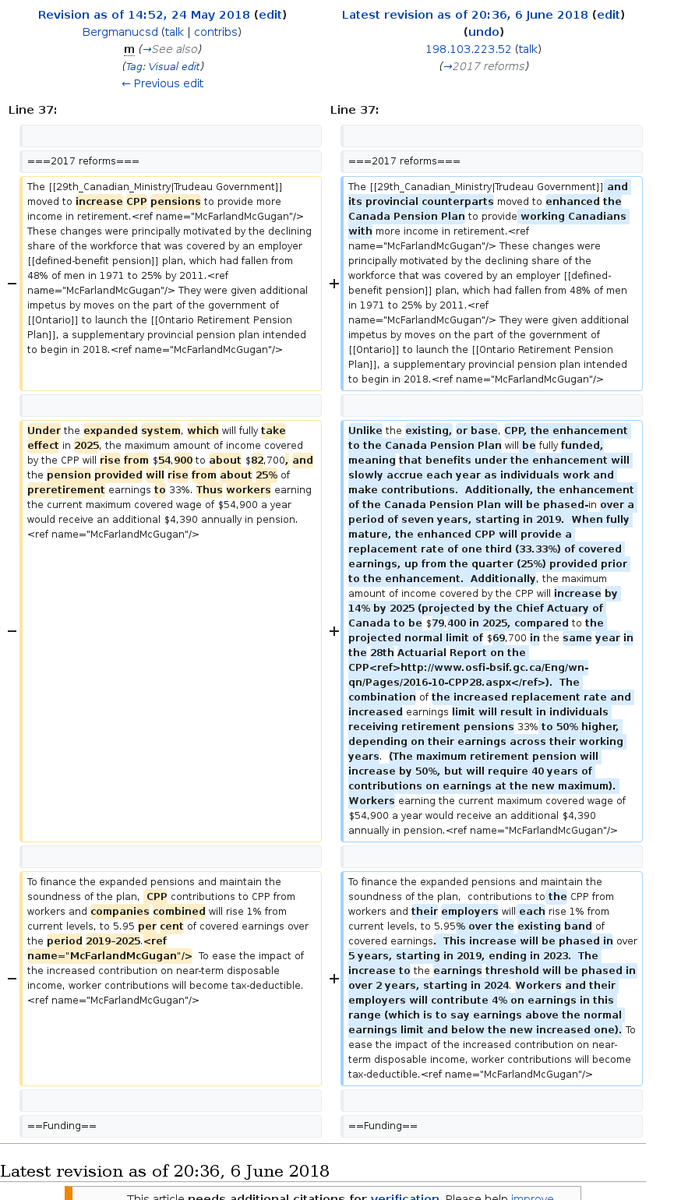 Revision as of 14:52, 24 May 2018 (edit)
Bergmanucsd (talk | contribs)
m (→See also)
(Tag: Visual edit)
← Previous edit
Latest revision as of 20:36, 6 June 2018 (edit)
(undo)
198.103.223.52 (talk)
(→2017 reforms)
Line 37:
Line 37:
===2017 reforms===
===2017 reforms===
−
The [[29th_Canadian_Ministry|Trudeau Government]]
moved to increase CPP pensions to provide more
income in retirement.<ref name="McFarlandMcGugan"/>
These changes were principally motivated by the declining
share of the workforce that was covered by an employer
[[defined-benefit pension]] plan, which had fallen from
48% of men in 1971 to 25% by 2011.<ref
name="McFarlandMcGugan"/> They were given additional
impetus by moves on the part of the government of
[[Ontario]] to launch the [[Ontario Retirement Pension
Plan]], a supplementary provincial pension plan intended
to begin in 2018.<ref name="McFarlandMcGugan"/>
+
The [[29th_Canadian_Ministry|Trudeau Government]] and
its provincial counterparts moved to enhanced the
Canada Pension Plan to provide working Canadians
with more income in retirement.<ref
name="McFarlandMcGugan"/> These changes were
principally motivated by the declining share of the
workforce that was covered by an employer [[defined-
benefit pension]] plan, which had fallen from 48% of men
in 1971 to 25% by 2011.<ref
name="McFarlandMcGugan"/> They were given additional
impetus by moves on the part of the government of
[[Ontario]] to launch the [[Ontario Retirement Pension
Plan]], a supplementary provincial pension plan intended
to begin in 2018.<ref name="McFarlandMcGugan"/>
−
Under the expanded system, which will fully take
effect in 2025, the maximum amount of income covered
by the CPP will rise from $54,900 to about $82,700, and
the pension provided will rise from about 25% of
preretirement earnings to 33%. Thus workers earning
the current maximum covered wage of $54,900 a year
would receive an additional $4,390 annually in pension.
<ref name="McFarlandMcGugan"/>
+
Unlike the existing, or base, CPP, the enhancement
to the Canada Pension Plan will be fully funded,
meaning that benefits under the enhancement will
slowly accrue each year as individuals work and
make contributions.  Additionally, the enhancement
of the Canada Pension Plan will be phased-in over a
period of seven years, starting in 2019.  When fully
mature, the enhanced CPP will provide a
replacement rate of one third (33.33%) of covered
earnings, up from the quarter (25%) provided prior
to the enhancement.  Additionally, the maximum
amount of income covered by the CPP will increase by
14% by 2025 (projected by the Chief Actuary of
Canada to be $79,400 in 2025, compared to the
projected normal limit of $69,700 in the same year in
the 28th Actuarial Report on the
CPP<ref>http://www.osfi-bsif.gc.ca/Eng/wn-
qn/Pages/2016-10-CPP28.aspx</ref>).  The
combination of the increased replacement rate and
increased earnings limit will result in individuals
receiving retirement pensions 33% to 50% higher,
depending on their earnings across their working
years.  (The maximum retirement pension will
increase by 50%, but will require 40 years of
contributions on earnings at the new maximum).
Workers earning the current maximum covered wage of
$54,900 a year would receive an additional $4,390
annually in pension.<ref name="McFarlandMcGugan"/>
−
To finance the expanded pensions and maintain the
soundness of the plan,  CPP contributions to CPP from
workers and companies combined will rise 1% from
current levels, to 5.95 per cent of covered earnings over
the period 2019–2025.<ref
name="McFarlandMcGugan"/>  To ease the impact of
the increased contribution on near-term disposable
income, worker contributions will become tax-deductible.
<ref name="McFarlandMcGugan"/>
+
To finance the expanded pensions and maintain the
soundness of the plan,  contributions to the CPP from
workers and their employers will each rise 1% from
current levels, to 5.95% over the existing band of
covered earnings.  This increase will be phased in over
5 years, starting in 2019, ending in 2023.  The
increase to the earnings threshold will be phased in
over 2 years, starting in 2024. Workers and their
employers will contribute 4% on earnings in this
range (which is to say earnings above the normal
earnings limit and below the new increased one). To
ease the impact of the increased contribution on near-
term disposable income, worker contributions will become
tax-deductible.<ref name="McFarlandMcGugan"/>
==Funding==
==Funding==
Latest revision as of 20:36, 6 June 2018
This article needs additional citations for verification. Please help improve